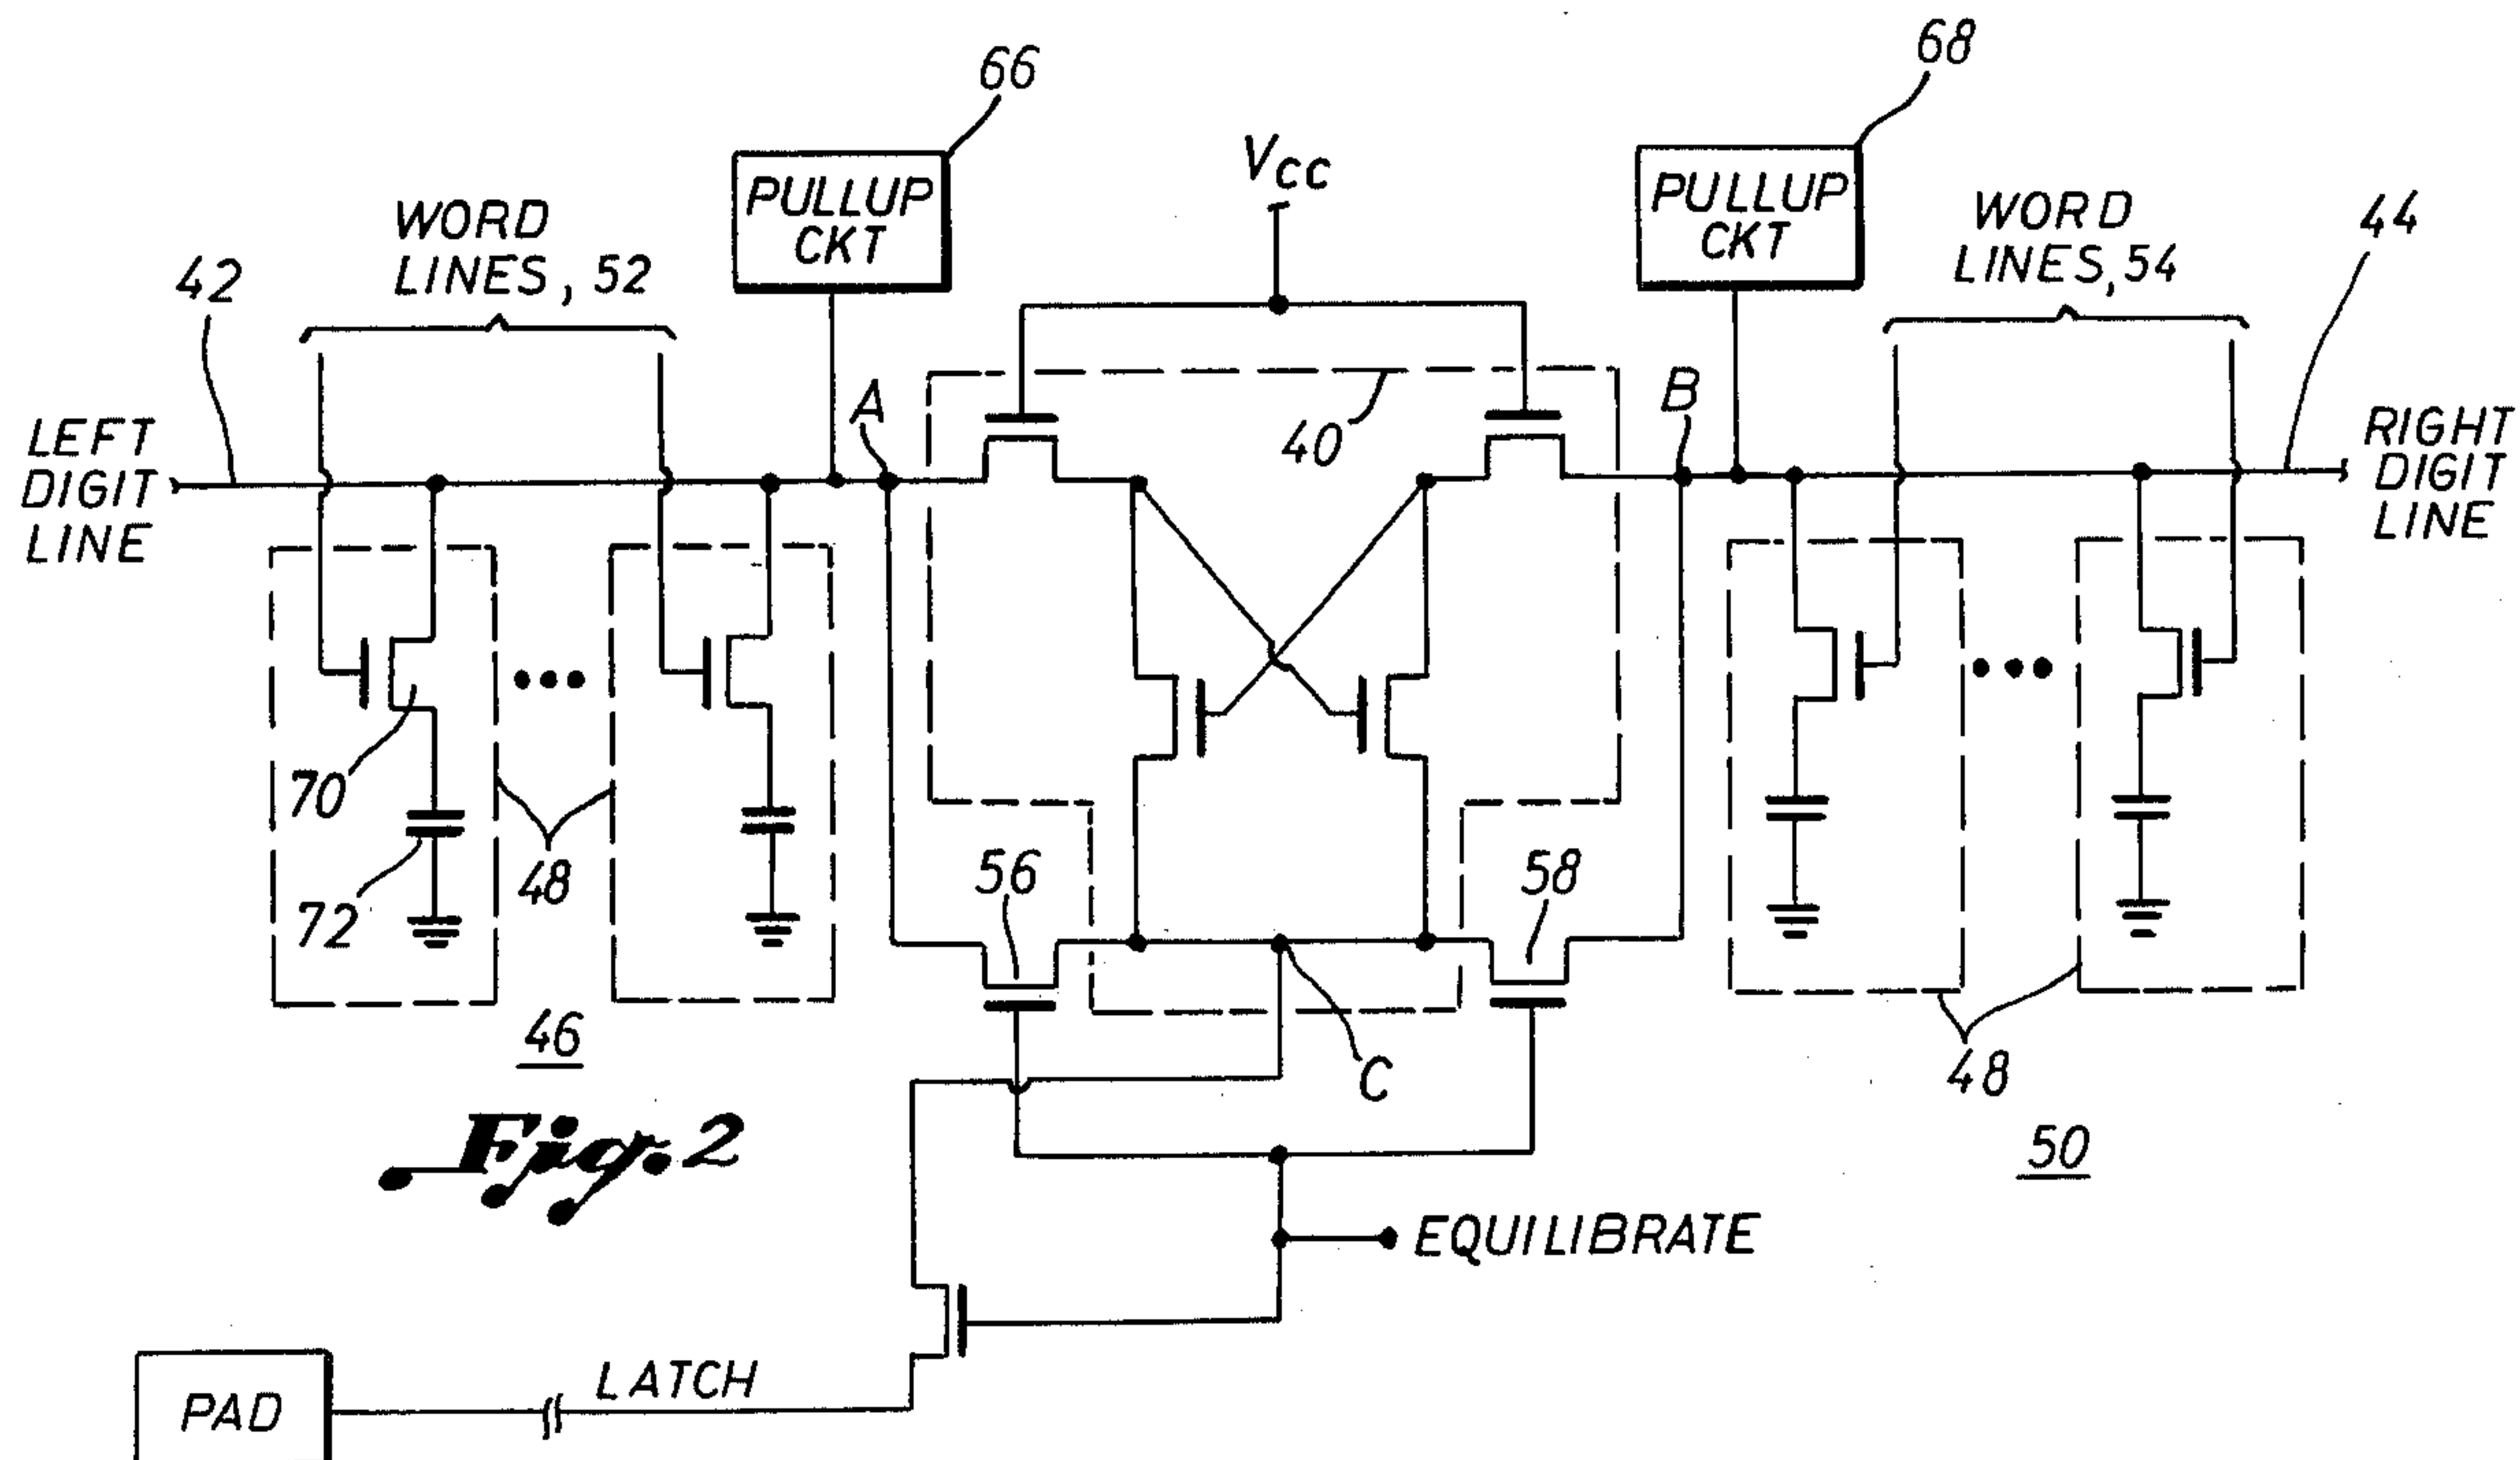 66
68
VCC
PULLUP
CKT
PULLUP
CKT
WORD
LINES, 52
WORD
LINES, 54
42
44
A
B
40
LEFT
DIGIT
LINE
RIGHT
DIGIT
LINE
70
72
48
56
58
46
C
48
50
Fig. 2
EQUILIBRATE
LATCH
PAD